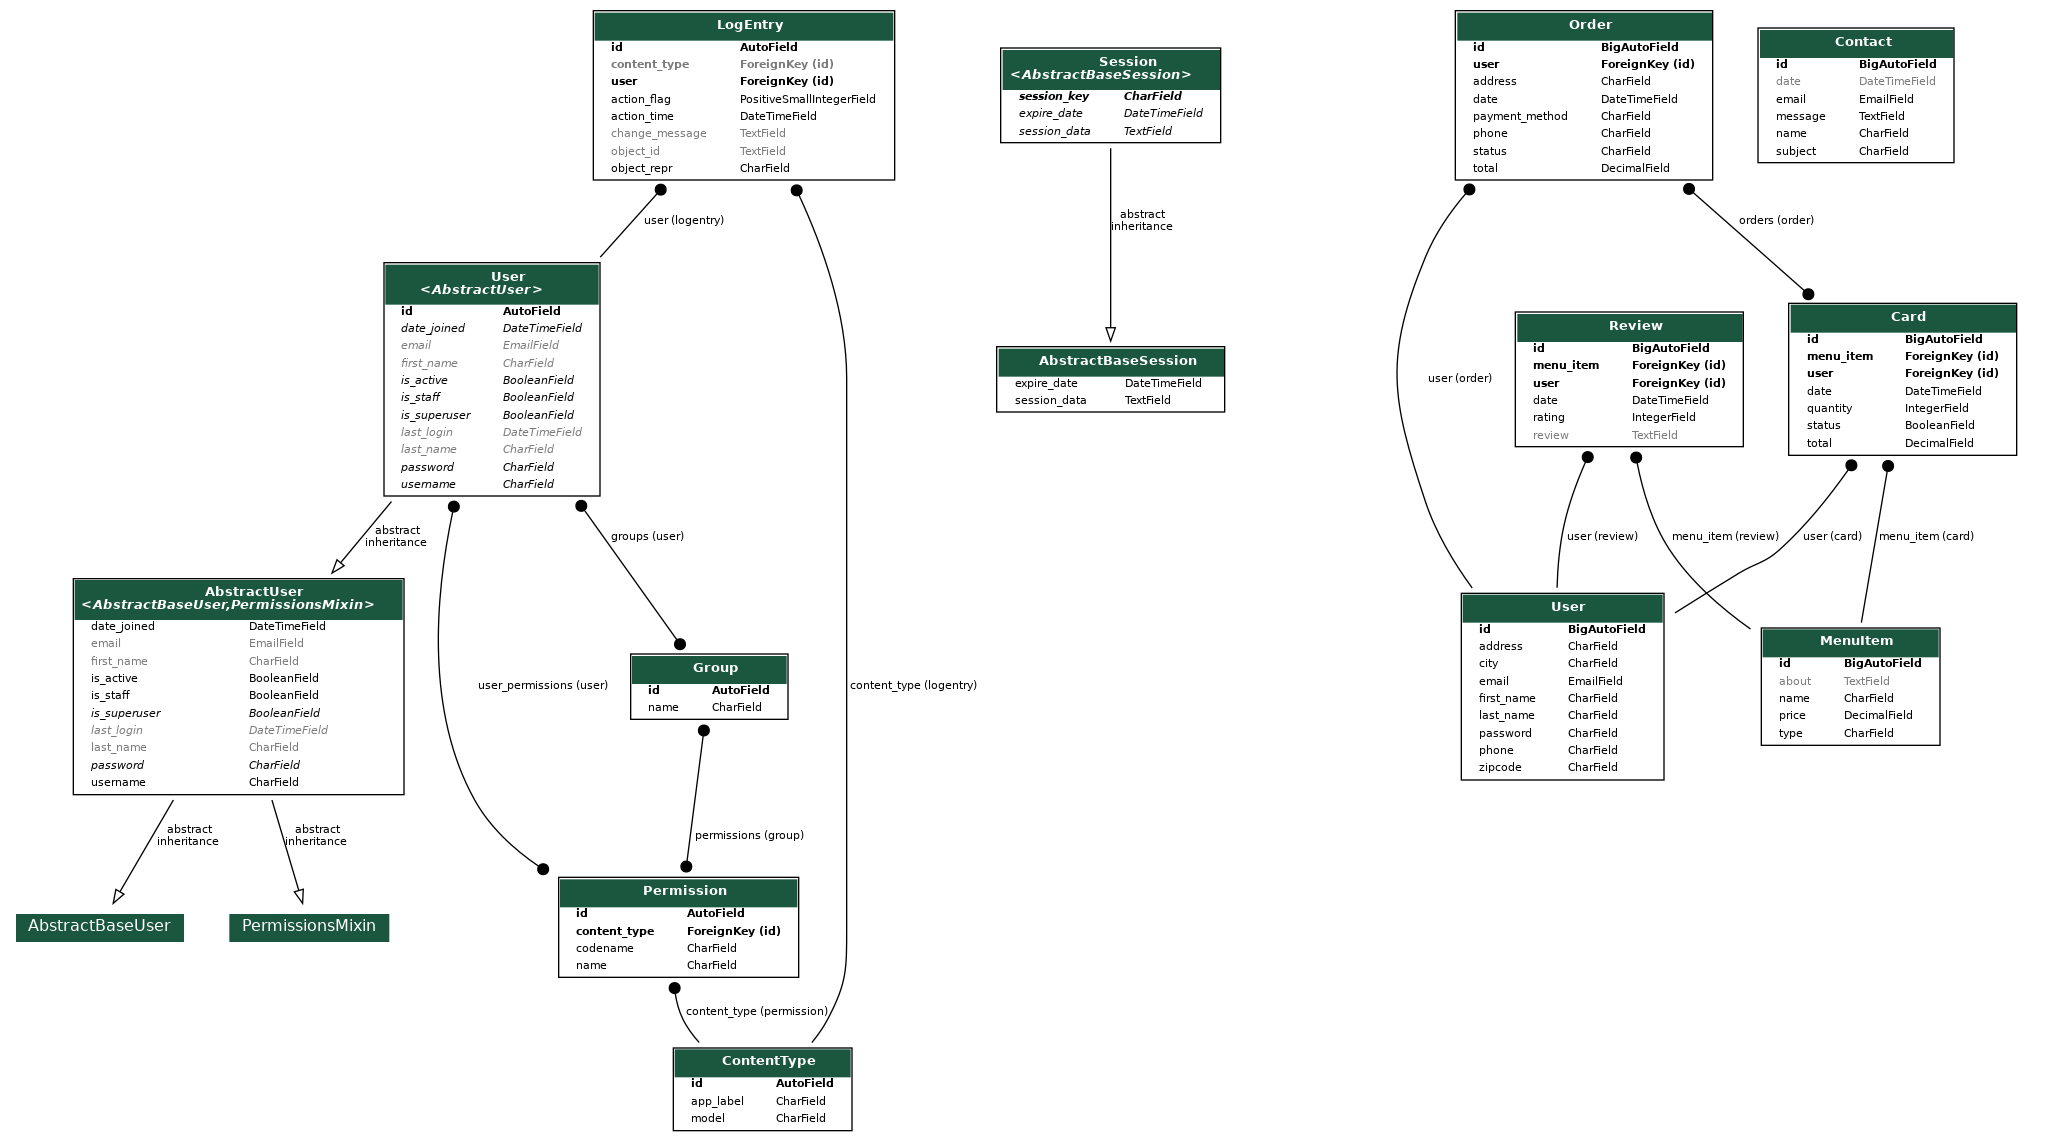 LogEntry
id AutoField
content_type ForeignKey (id)
user ForeignKey (id)
action_flag PositiveSmallIntegerField
action_time DateTimeField
change_message TextField
object_id TextField
object_repr CharField
Session
<AbstractBaseSession>
session_key CharField
expire_date DateTimeField
session_data TextField
Order
id BigAutoField
user ForeignKey (id)
address CharField
date DateTimeField
payment_method CharField
phone CharField
status CharField
total DecimalField
Contact
id BigAutoField
date DateTimeField
email EmailField
message TextField
name CharField
subject CharField
user (logentry)
abstract
inheritance
orders (order)
User
<AbstractUser>
id AutoField
date_joined DateTimeField
email EmailField
first_name CharField
is_active BooleanField
is_staff BooleanField
is_superuser BooleanField
last_login DateTimeField
last_name CharField
password CharField
username CharField
AbstractBaseSession
expire_date DateTimeField
session_data TextField
user (order)
Review
id BigAutoField
menu_item ForeignKey (id)
user ForeignKey (id)
date DateTimeField
rating IntegerField
review TextField
Card
id BigAutoField
menu_item ForeignKey (id)
user ForeignKey (id)
date DateTimeField
quantity IntegerField
status BooleanField
total DecimalField
abstract
inheritance
groups (user)
user (review)
menu_item (review)
user (card)
menu_item (card)
AbstractUser
<AbstractBaseUser,PermissionsMixin>
date_joined DateTimeField
email EmailField
first_name CharField
is_active BooleanField
is_staff BooleanField
is_superuser BooleanField
last_login DateTimeField
last_name CharField
password CharField
username CharField
user_permissions (user)
Group
id AutoField
name CharField
content_type (logentry)
User
id BigAutoField
address CharField
city CharField
email EmailField
first_name CharField
last_name CharField
password CharField
phone CharField
zipcode CharField
MenuItem
id BigAutoField
about TextField
name CharField
price DecimalField
type CharField
abstract
inheritance
abstract
inheritance
permissions (group)
AbstractBaseUser
PermissionsMixin
Permission
id AutoField
content_type ForeignKey (id)
codename CharField
name CharField
content_type (permission)
ContentType
id AutoField
app_label CharField
model CharField